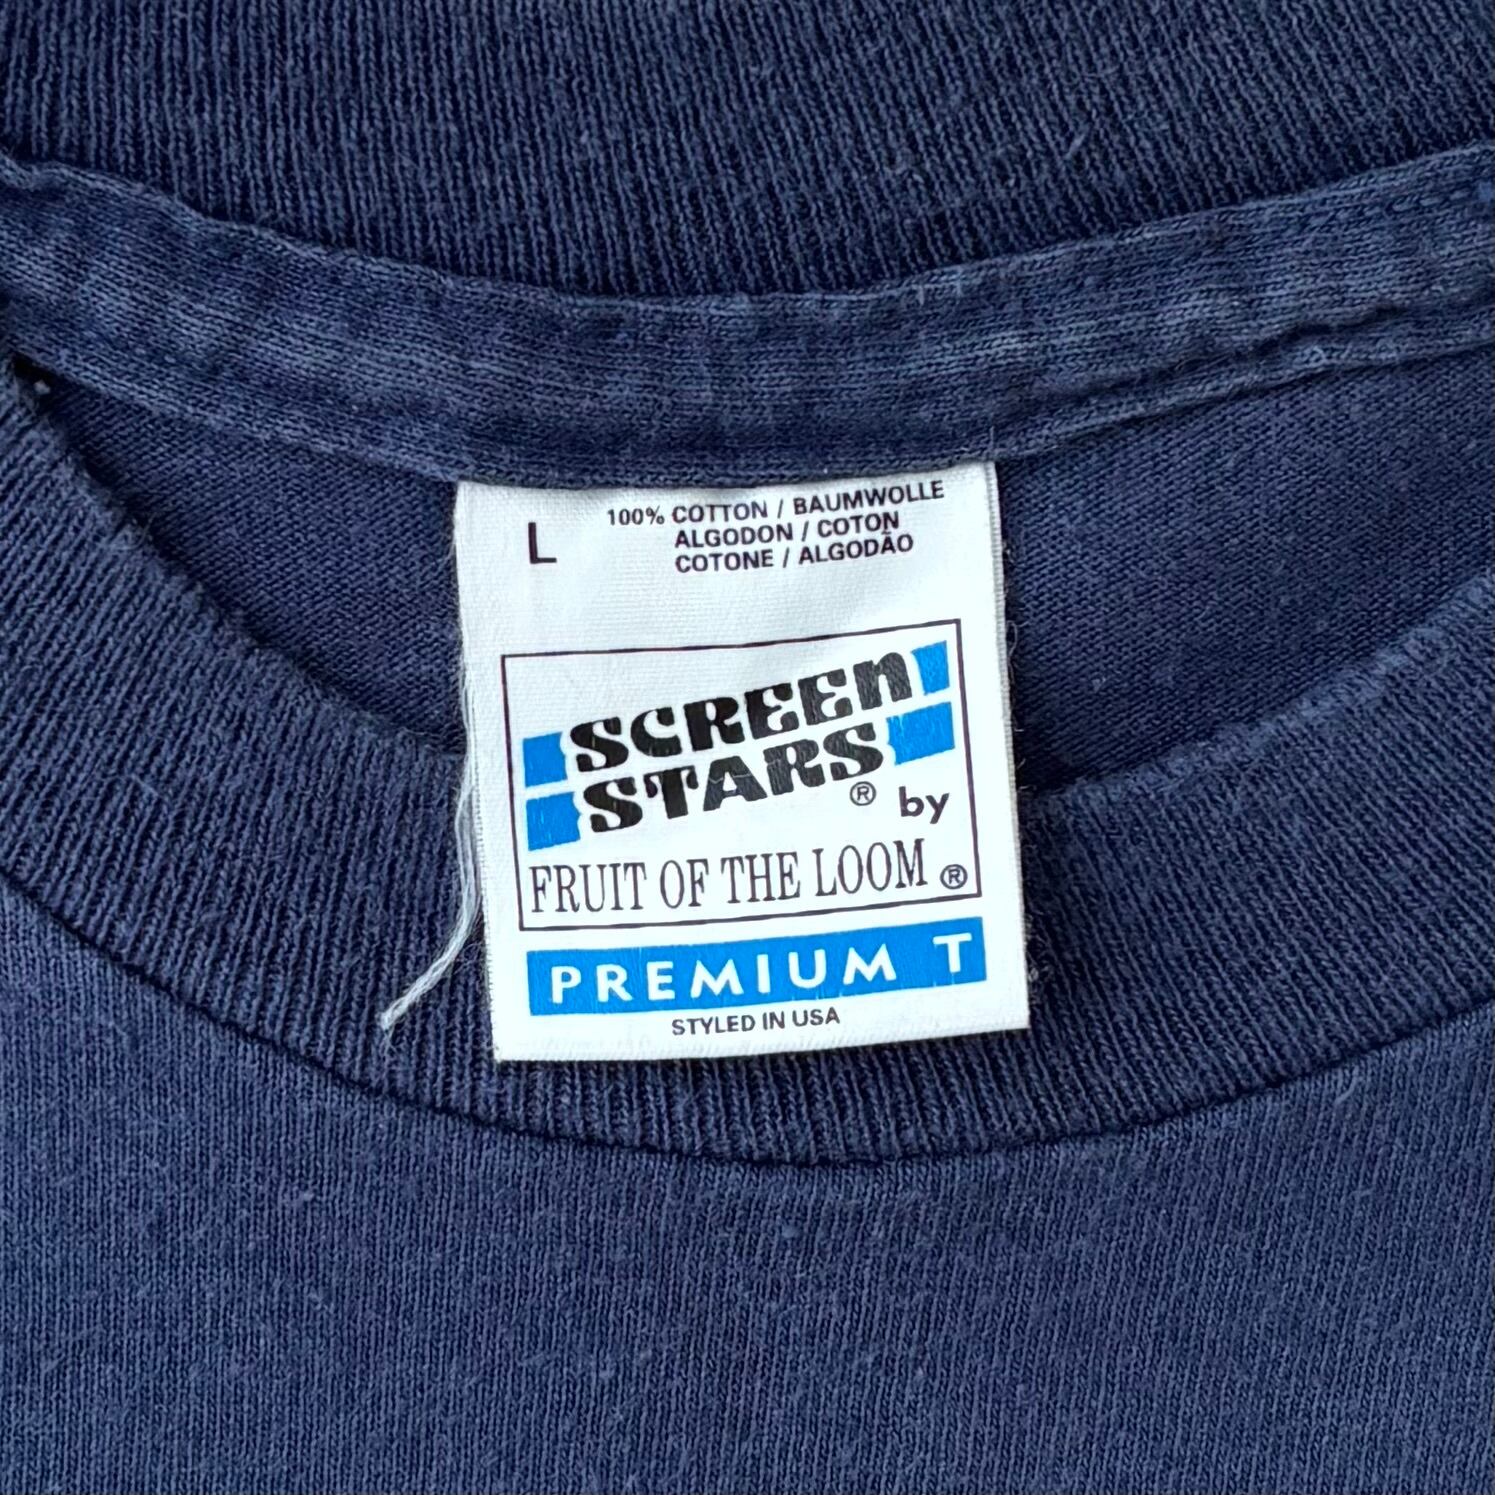 L
100% COTTON / BAUMWOLLE
ALGODON / COTON
COTONE / ALGODÃO
SCREEN
STARS
® by
FRUIT OF THE LOOM ®
PREMIUM T
STYLED IN USA